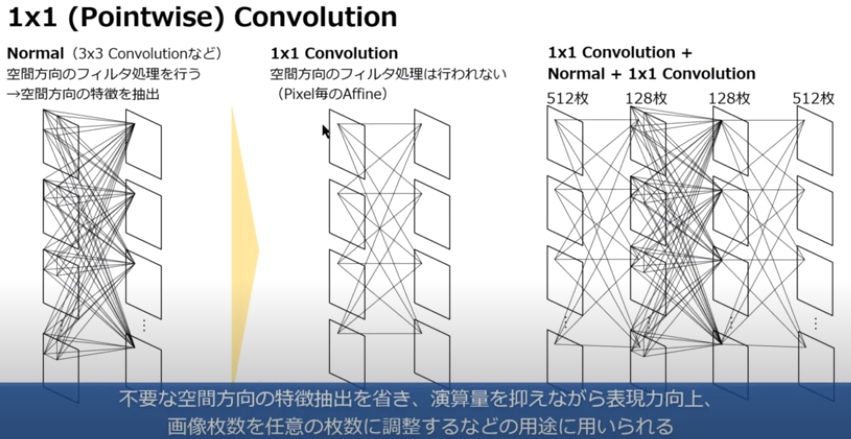 1x1 (Pointwise) Convolution
Normal（3x3 Convolutionなど）
空間方向のフィルタ処理を行う
→空間方向の特徴を抽出
1x1 Convolution
空間方向のフィルタ処理は行われない
（Pixel毎のAffine）
1x1 Convolution +
Normal + 1x1 Convolution
512枚 128枚 128枚 512枚
不要な空間方向の特徴抽出を省き、演算量を抑えながら表現力向上、
画像枚数を任意の枚数に調整するなどの用途に用いられる